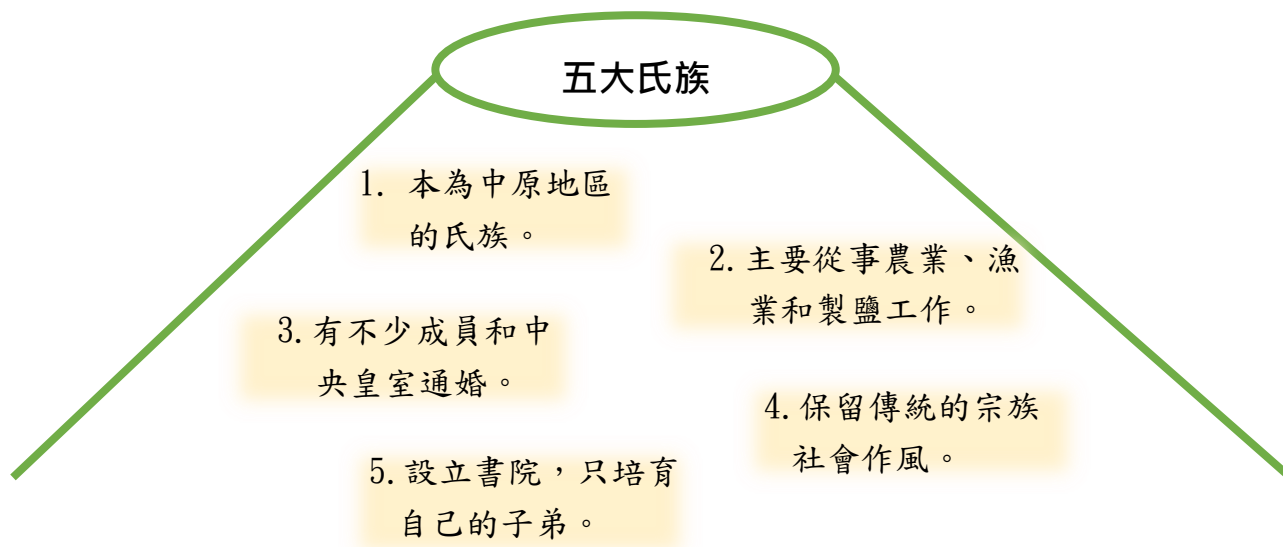 五大氏族
1. 本為中原地區
的氏族。
2.主要從事農業、漁
業和製鹽工作。
3.有不少成員和中
央皇室通婚。
4.保留傳統的宗族
社會作風。
5.設立書院，只培育
自己的子弟。